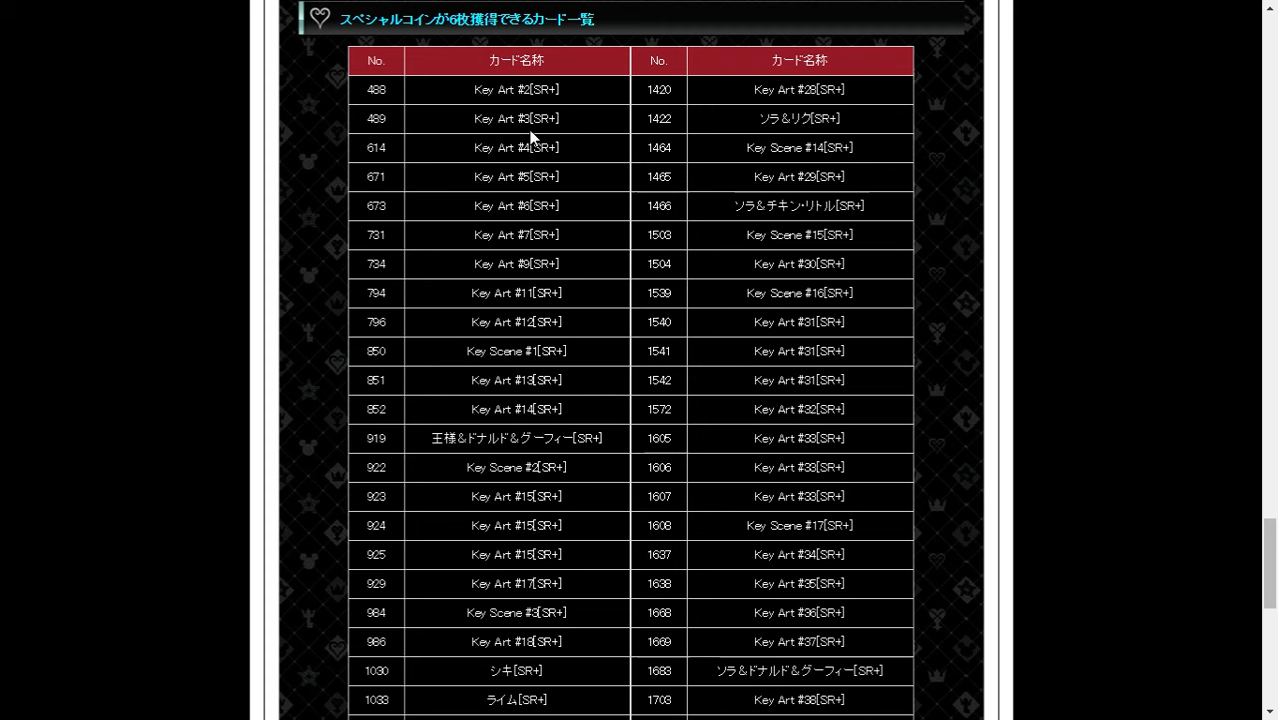 スペシャルコインが6枚獲得できるカード一覧
No. カード名称 No. カード名称
488 Key Art #2[SR+] 1420 Key Art #28[SR+]
489 Key Art #3[SR+] 1422 ソラ&リク[SR+]
614 Key Art #4[SR+] 1464 Key Scene #14[SR+]
671 Key Art #5[SR+] 1465 Key Art #29[SR+]
673 Key Art #6[SR+] 1466 ソラ&チキン・リトル[SR+]
731 Key Art #7[SR+] 1503 Key Scene #15[SR+]
734 Key Art #9[SR+] 1504 Key Art #30[SR+]
794 Key Art #11[SR+] 1539 Key Scene #16[SR+]
796 Key Art #12[SR+] 1540 Key Art #31[SR+]
850 Key Scene #1[SR+] 1541 Key Art #31[SR+]
851 Key Art #13[SR+] 1542 Key Art #31[SR+]
852 Key Art #14[SR+] 1572 Key Art #32[SR+]
919 王様&ドナルド&グーフィー[SR+] 1605 Key Art #33[SR+]
922 Key Scene #2[SR+] 1606 Key Art #33[SR+]
923 Key Art #15[SR+] 1607 Key Art #33[SR+]
924 Key Art #15[SR+] 1608 Key Scene #17[SR+]
925 Key Art #15[SR+] 1637 Key Art #34[SR+]
929 Key Art #17[SR+] 1638 Key Art #35[SR+]
984 Key Scene #3[SR+] 1668 Key Art #36[SR+]
986 Key Art #18[SR+] 1669 Key Art #37[SR+]
1030 シキ[SR+] 1683 ソラ&ドナルド&グーフィー[SR+]
1033 ライム[SR+] 1703 Key Art #38[SR+]